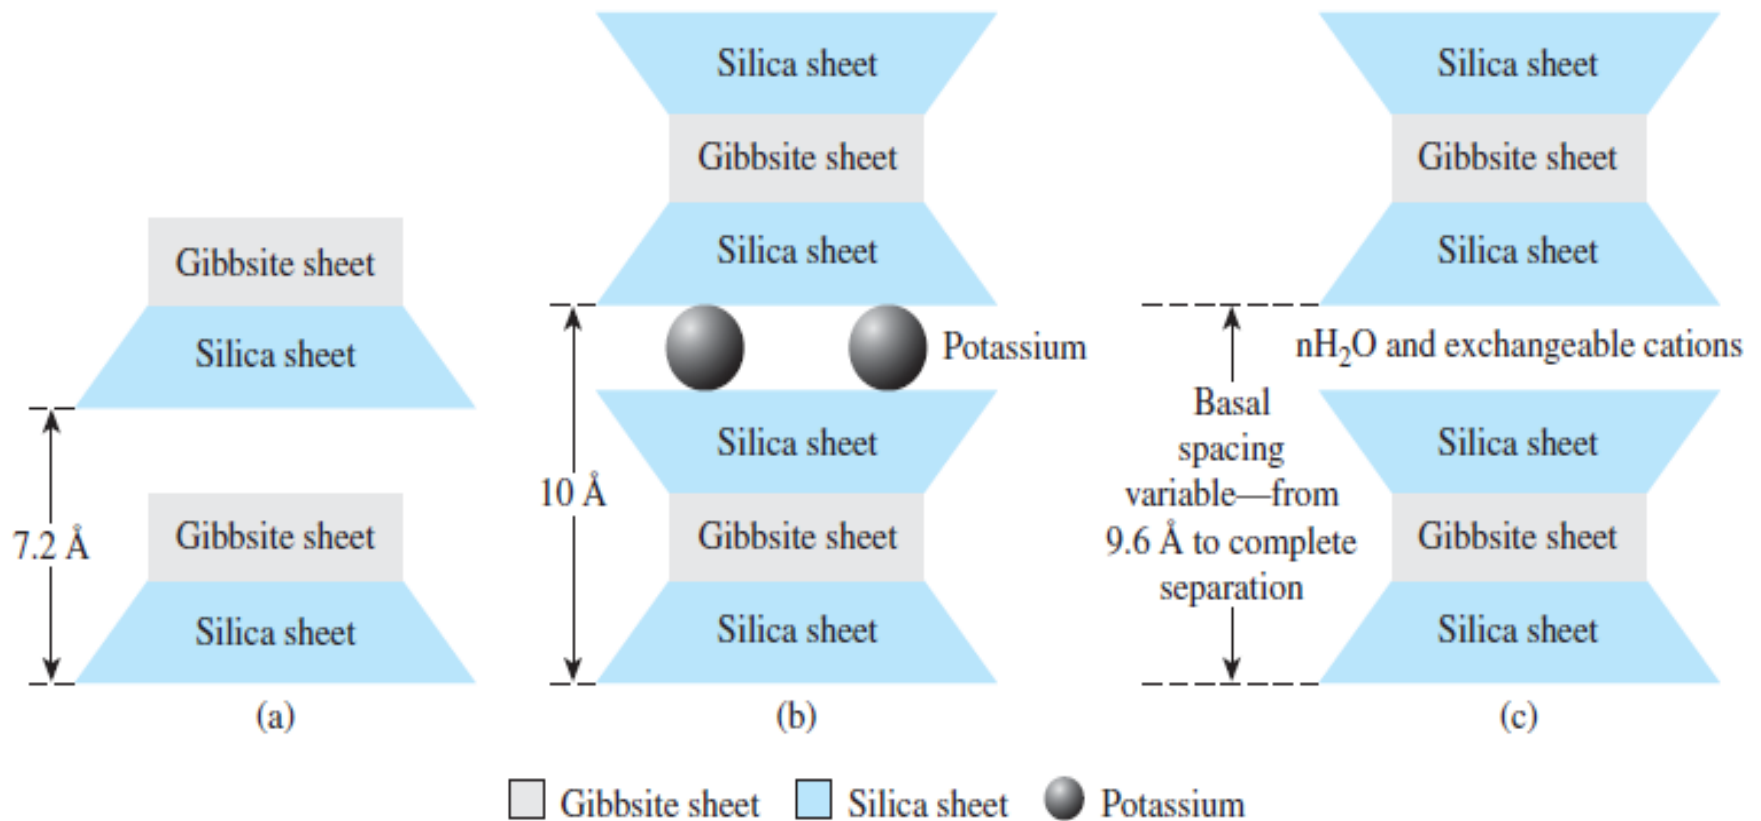 Gibbsite sheet
Silica sheet
7.2 Å
Gibbsite sheet
Silica sheet
(a)
Silica sheet
Gibbsite sheet
Silica sheet
Potassium
10 Å
Silica sheet
Gibbsite sheet
Silica sheet
(b)
Silica sheet
Gibbsite sheet
Silica sheet
nH₂O and exchangeable cations
Basal
spacing
variable—from
9.6 Å to complete
separation
Silica sheet
Gibbsite sheet
Silica sheet
(c)
Gibbsite sheet Silica sheet Potassium